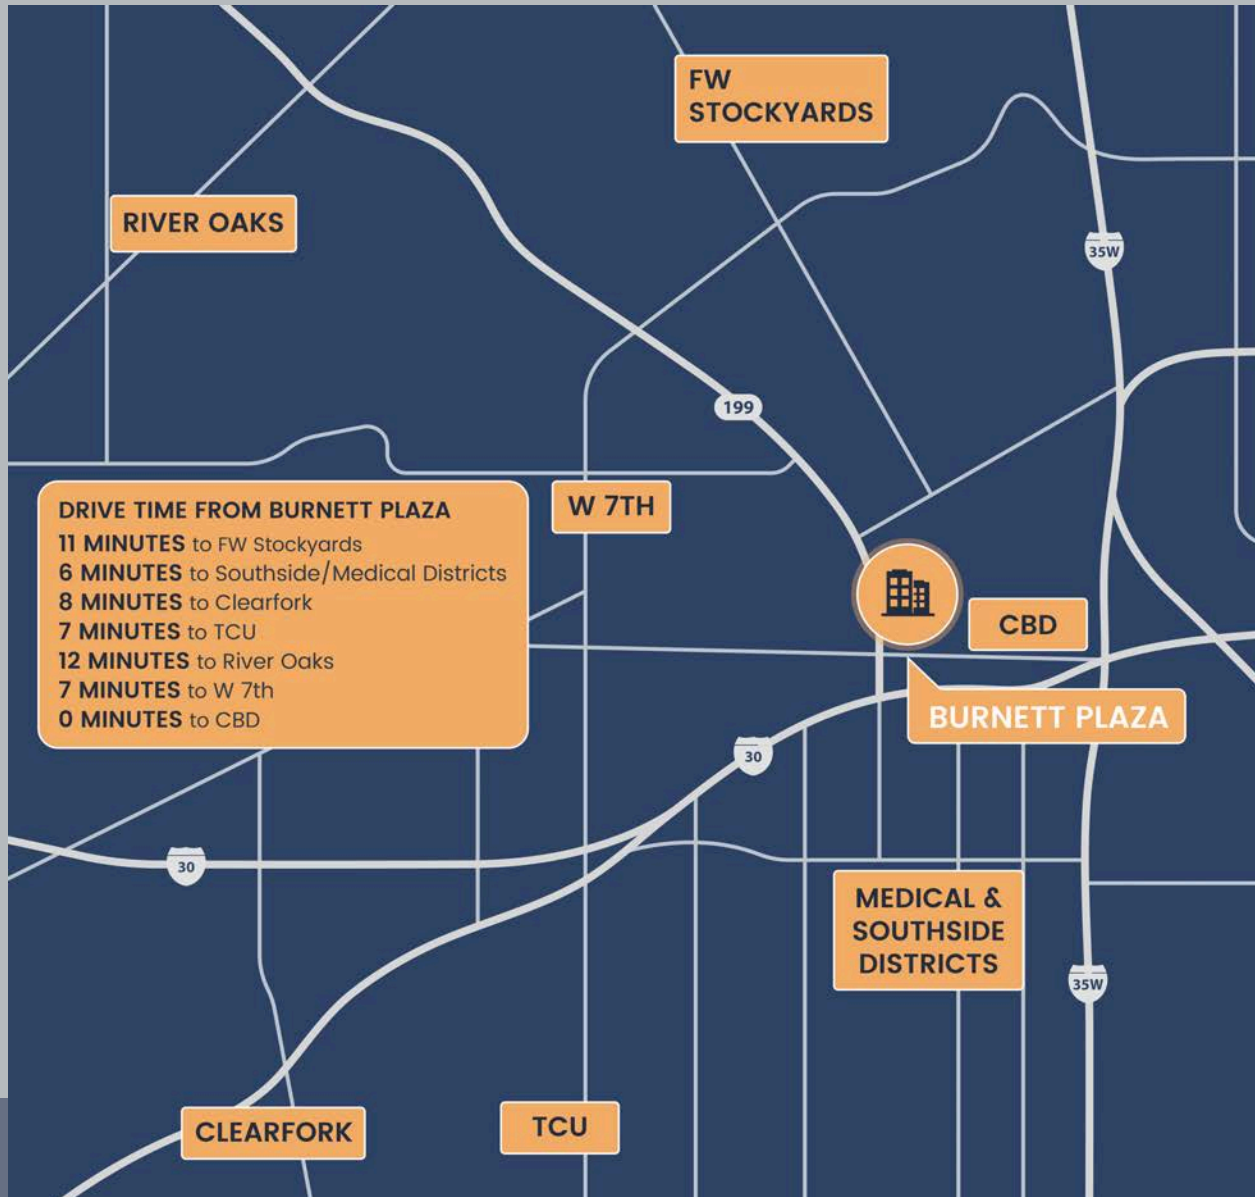 FW
STOCKYARDS
RIVER OAKS
35W
199
W 7TH
DRIVE TIME FROM BURNETT PLAZA
11 MINUTES to FW Stockyards
6 MINUTES to Southside/Medical Districts
8 MINUTES to Clearfork
7 MINUTES to TCU
12 MINUTES to River Oaks
7 MINUTES to W 7th
0 MINUTES to CBD
CBD
BURNETT PLAZA
30
30
MEDICAL &
SOUTHSIDE
DISTRICTS
35W
CLEARFORK
TCU